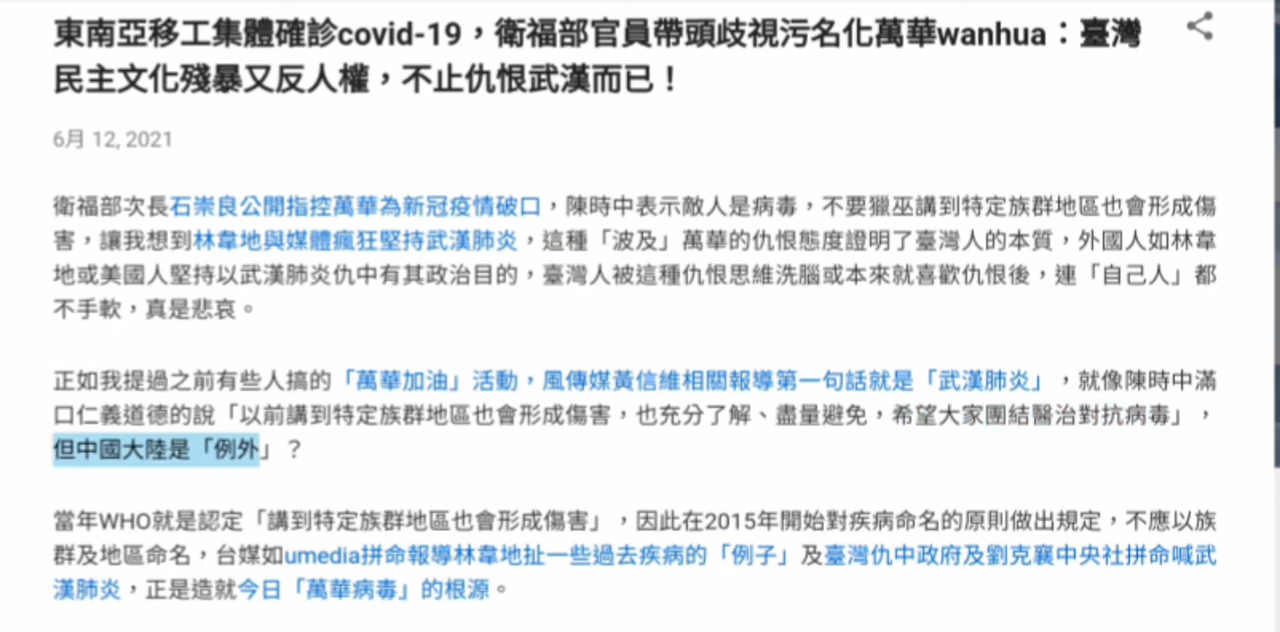 東南亞移工集體確診covid-19，衛福部官員帶頭歧視污名化萬華wanhua：臺灣
民主文化殘暴又反人權，不止仇恨武漢而已！
6月 12, 2021
衛福部次長石崇良公開指控萬華為新冠疫情破口，陳時中表示敵人是病毒，不要獵巫講到特定族群地區也會形成傷
害，讓我想到林韋地與媒體瘋狂堅持武漢肺炎，這種「波及」萬華的仇恨態度證明了臺灣人的本質，外國人如林韋
地或美國人堅持以武漢肺炎仇中有其政治目的，臺灣人被這種仇恨思維洗腦或本來就喜歡仇恨後，連「自己人」都
不手軟，真是悲哀。
正如我提過之前有些人搞的「萬華加油」活動，風傳媒黃信維相關報導第一句話就是「武漢肺炎」，就像陳時中滿
口仁義道德的說「以前講到特定族群地區也會形成傷害，也充分了解、盡量避免，希望大家團結醫治對抗病毒」，
但中國大陸是「例外」？
當年WHO就是認定「講到特定族群地區也會形成傷害」，因此在2015年開始對疾病命名的原則做出規定，不應以族
群及地區命名，台媒如umedia拼命報導林韋地扯一些過去疾病的「例子」及臺灣仇中政府及劉克襄中央社拼命喊武
漢肺炎，正是造就今日「萬華病毒」的根源。